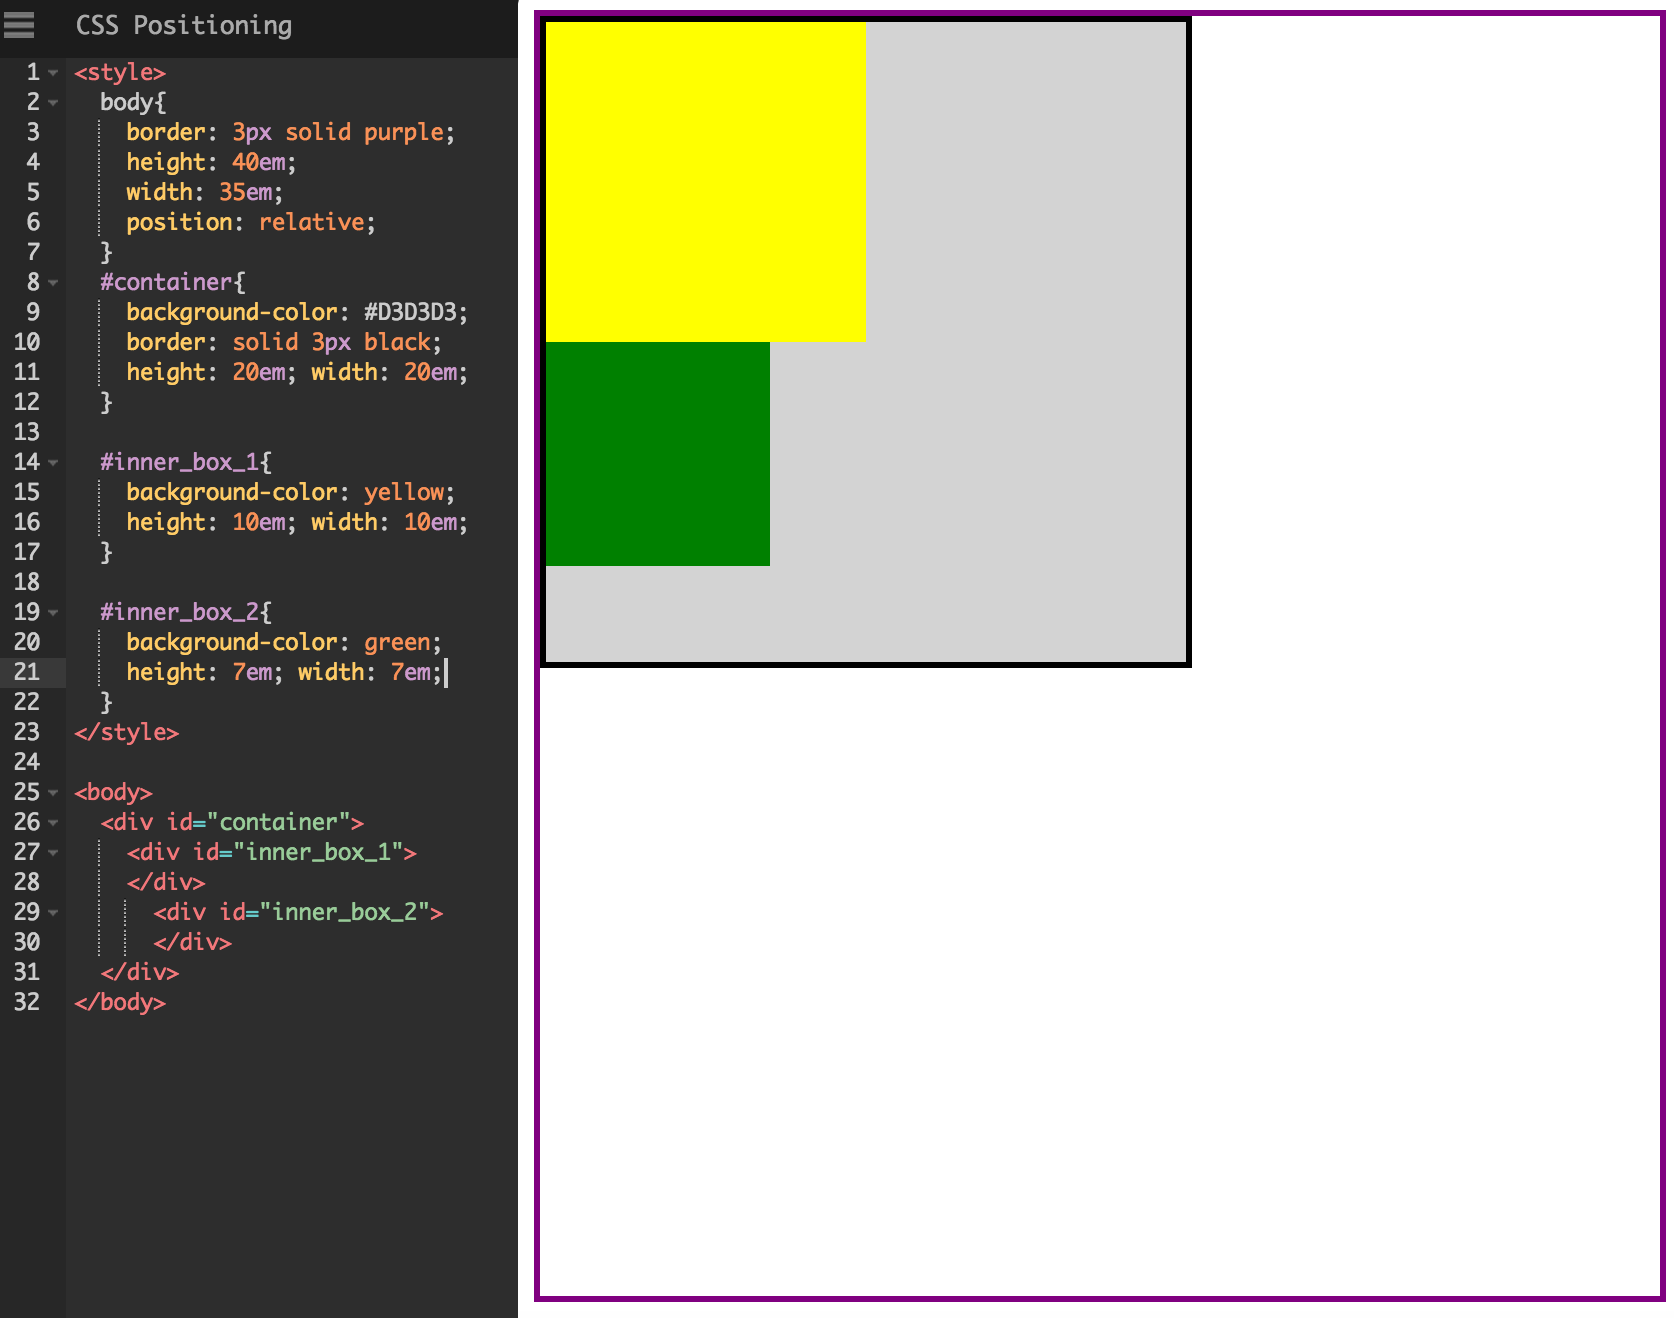 CSS Positioning
1 <style>
2 body{
3 border: 3px solid purple;
4 height: 40em;
5 width: 35em;
6 position: relative;
7 }
8 #container{
9 background-color: #D3D3D3;
10 border: solid 3px black;
11 height: 20em; width: 20em;
12 }
13
14 #inner_box_1{
15 background-color: yellow;
16 height: 10em; width: 10em;
17 }
18
19 #inner_box_2{
20 background-color: green;
21 height: 7em; width: 7em;
22 }
23 </style>
24
25 <body>
26 <div id="container">
27 <div id="inner_box_1">
28 </div>
29 <div id="inner_box_2">
30 </div>
31 </div>
32 </body>